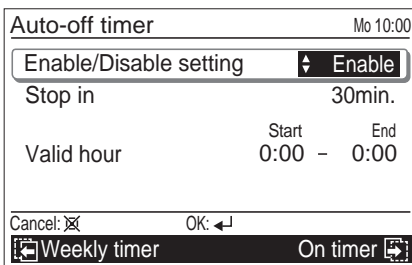 Auto-off timer Mo 10:00
Enable/Disable setting Enable
Stop in 30min.
Start End
Valid hour 0:00 – 0:00
Cancel: OK:
Weekly timer On timer